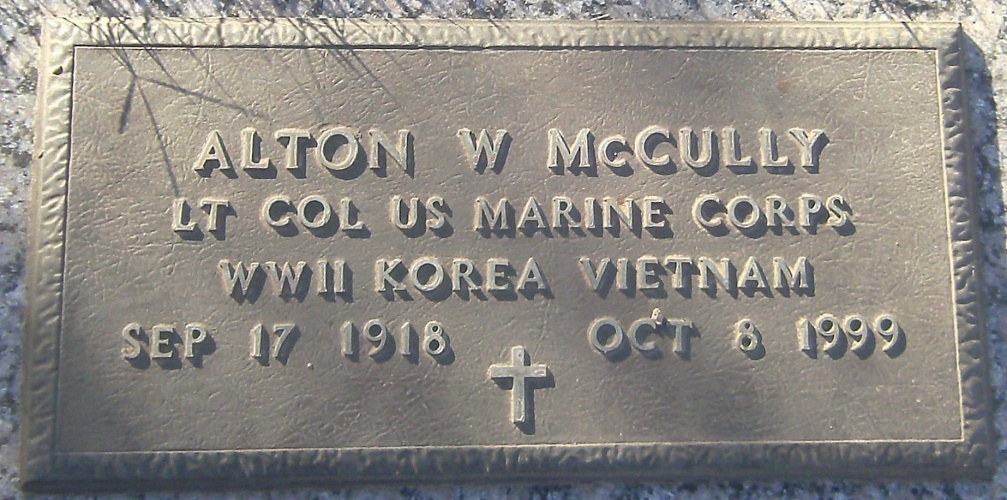 ALTON W McCULLY
LT COL US MARINE CORPS
WWII KOREA VIETNAM
SEP 17 1918 OCT 8 1999